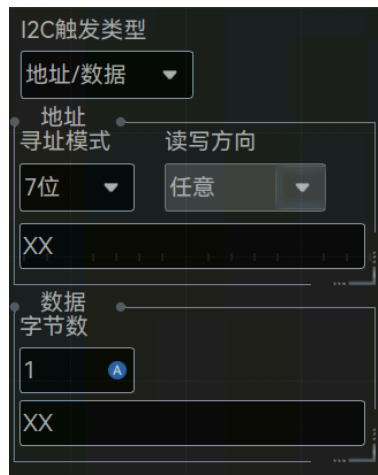 I2C触发类型
地址/数据
地址
寻址模式 读写方向
7位 任意
XX
数据
字节数
1 A
XX